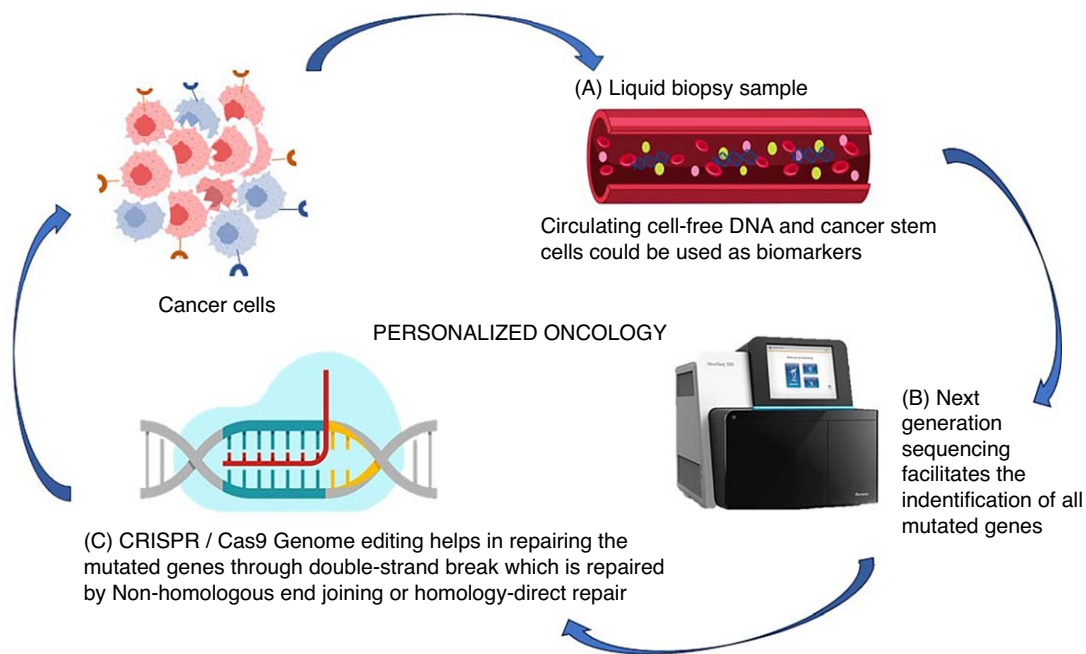 (A) Liquid biopsy sample
Circulating cell-free DNA and cancer stem
cells could be used as biomarkers
Cancer cells
PERSONALIZED ONCOLOGY
(B) Next
generation
sequencing
facilitates the
indentification of all
mutated genes
(C) CRISPR / Cas9 Genome editing helps in repairing the
mutated genes through double-strand break which is repaired
by Non-homologous end joining or homology-direct repair